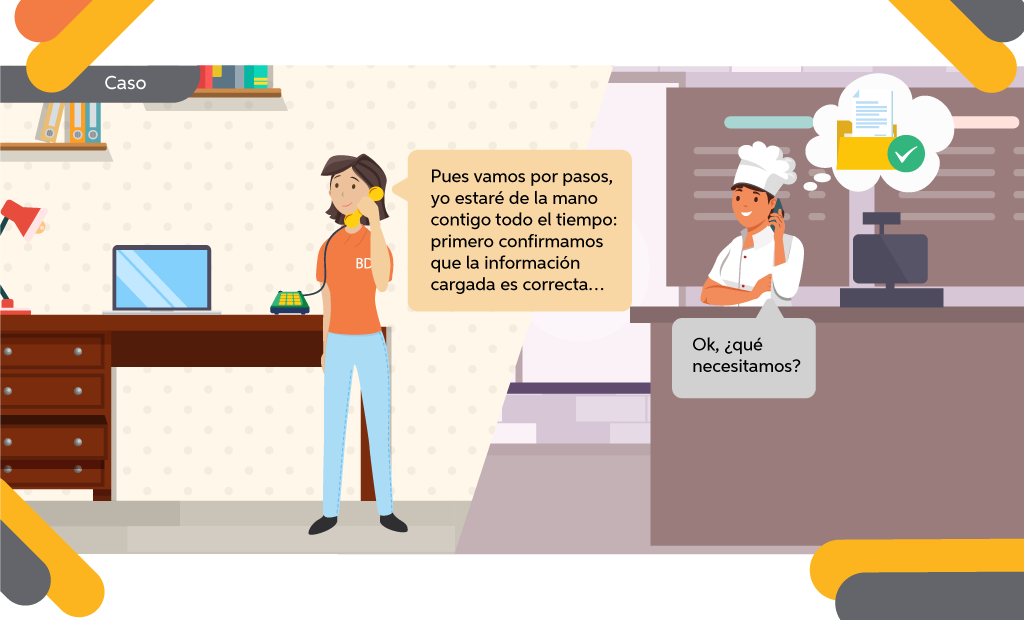 Caso
Pues vamos por pasos,
yo estaré de la mano
contigo todo el tiempo:
primero confirmamos
que la información
cargada es correcta...
BD
Ok, ¿qué
necesitamos?